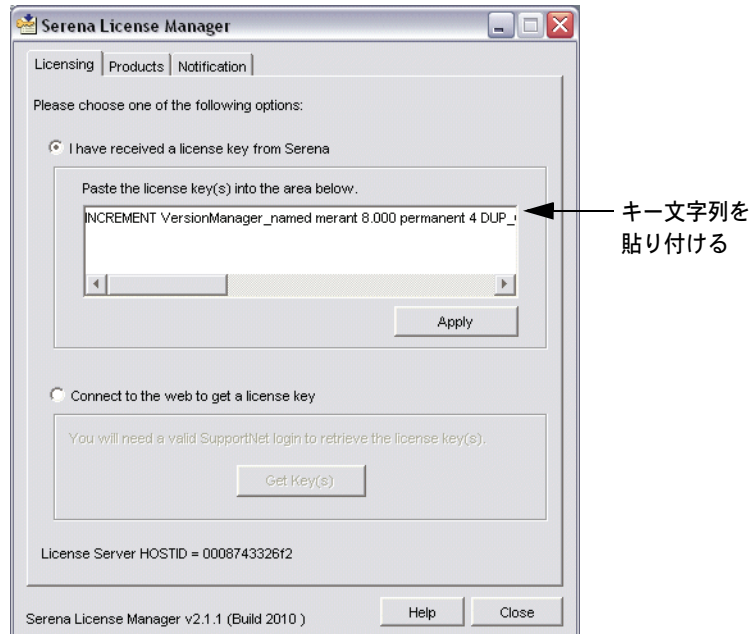 Serena License Manager
Licensing Products Notification
Please choose one of the following options:
I have received a license key from Serena
Paste the license key(s) into the area below.
INCREMENT VersionManager_named merant 8.000 permanent 4 DUP_
キー文字列を
貼り付ける
Apply
Connect to the web to get a license key
You will need a valid SupportNet login to retrieve the license key(s).
Get Key(s)
License Server HOSTID = 0008743326f2
Serena License Manager v2.1.1 (Build 2010 )
Help
Close